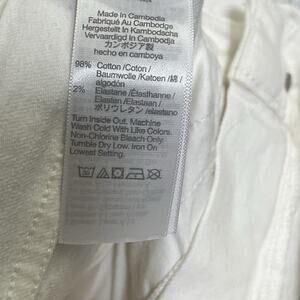 Made In Cambodia
Fabriqué Au Cambodge
Hergestellt In Kambodscha
Vervaardigd In Cambodja
カンボジア製
hecho en camboya
98% Cotton /Coton /
Baumwolle /Katoen /綿 /
algodón
2% Elastane /Élasthanne /
Elastan /Elastaan /
ポリウレタン /elastano
Turn Inside Out. Machine
Wash Cold With Like Colors.
Non-Chlorine Bleach Only.
Tumble Dry Low. Iron On
Lowest Setting.